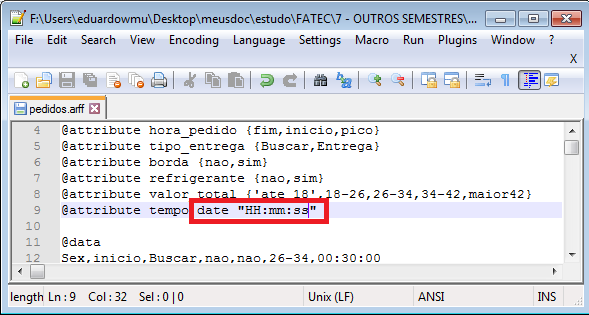 F:\Users\eduardowmu\Desktop\meusdoc\estudo\FATEC\7 - OUTROS SEMESTRES\...
File Edit Search View Encoding Language Settings Macro Run Plugins Window ?
X
pedidos.arff
4 @attribute hora_pedido {fim,inicio,pico}
5 @attribute tipo_entrega {Buscar,Entrega}
6 @attribute borda {nao,sim}
7 @attribute refrigerante {nao,sim}
8 @attribute valor_total {'ate 18',18-26,26-34,34-42,maior42}
9 @attribute tempo date "HH:mm:ss"
10
11 @data
12 Sex,inicio,Buscar,nao,nao,26-34,00:30:00
length Ln : 9 Col : 32 Sel : 0 | 0 Unix (LF) ANSI INS